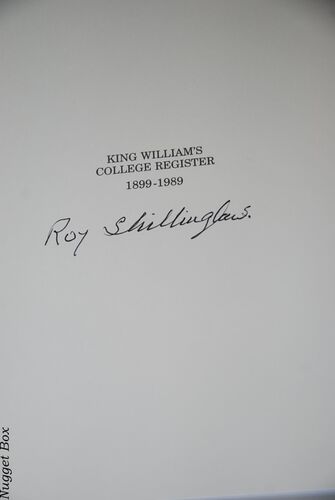 KING WILLIAM'S
COLLEGE REGISTER
1899-1989
Roy Shillinglaw.
Nugget Box